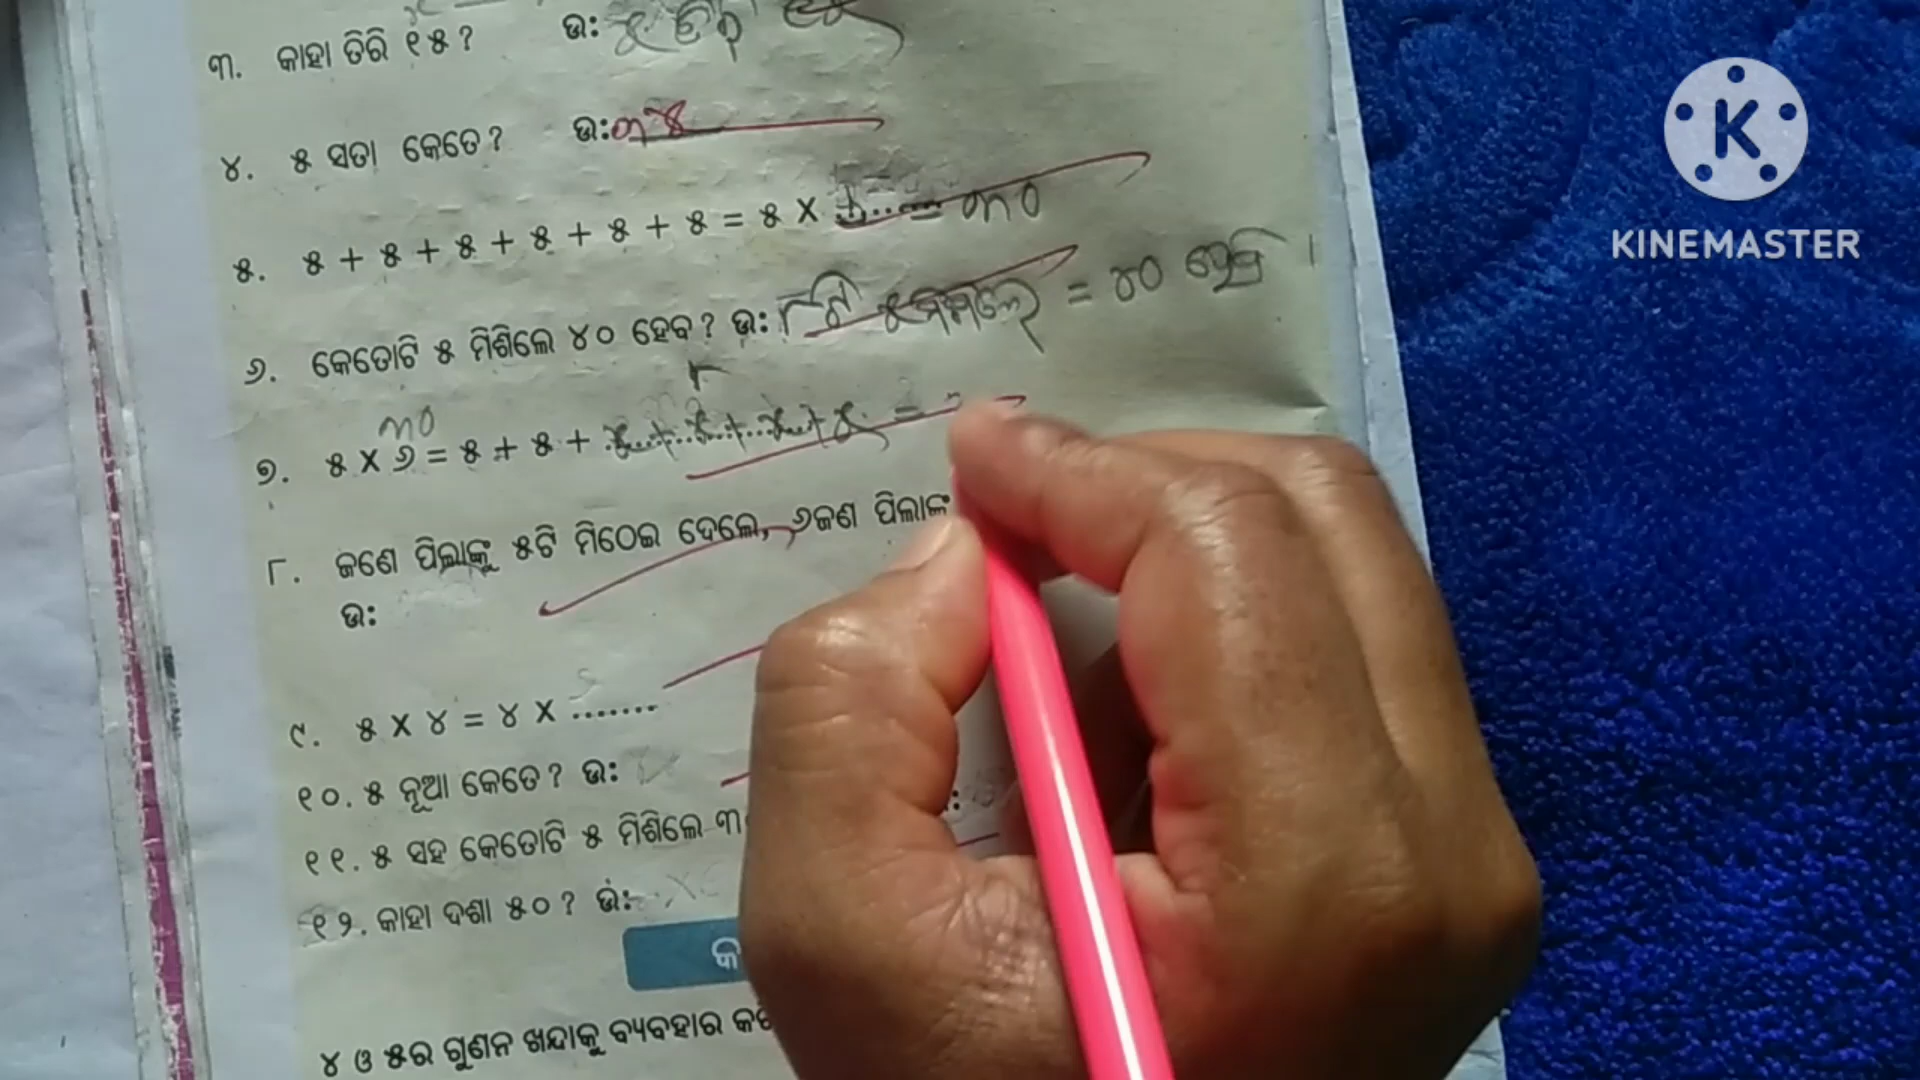 ୩. କାହା ତିରି ୧୫? ଉଃ
୪. ୫ ସତା କେତେ? ଉଃ ୩୫
୫. ୫ + ୫ + ୫ + ୫ + ୫ + ୫ = ୫ × ....... = ୩୦
୬. କେତୋଟି ୫ ମିଶିଲେ ୪୦ ହେବ? ଉଃ ୮ଟି ୫ ମିଶିଲେ = ୪୦ ହେବ ।
୩୦
୭. ୫ × ୬ = ୫ + ୫ + ୫ + ୫ + ୫ + ୫ =
୮. ଜଣେ ପିଲାଙ୍କୁ ୫ଟି ମିଠେଇ ଦେଲେ, ୬ଜଣ ପିଲାଙ୍କ
ଉଃ
୯. ୫ × ୪ = ୪ × .......
୧୦. ୫ ନୂଆ କେତେ? ଉଃ
୧୧. ୫ ସହ କେତୋଟି ୫ ମିଶିଲେ
୧୨. କାହା ଦଶା ୫୦? ଉଃ
୪ ଓ ୫ର ଗୁଣନ ଖନ୍ଦାକୁ ବ୍ୟବହାର
K
KINEMASTER